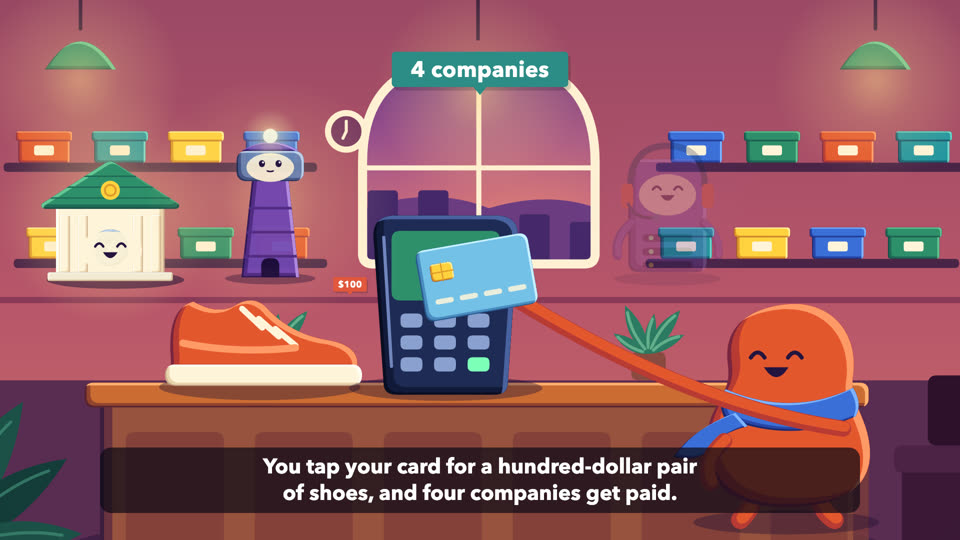 4 companies
$100
You tap your card for a hundred-dollar pair
of shoes, and four companies get paid.